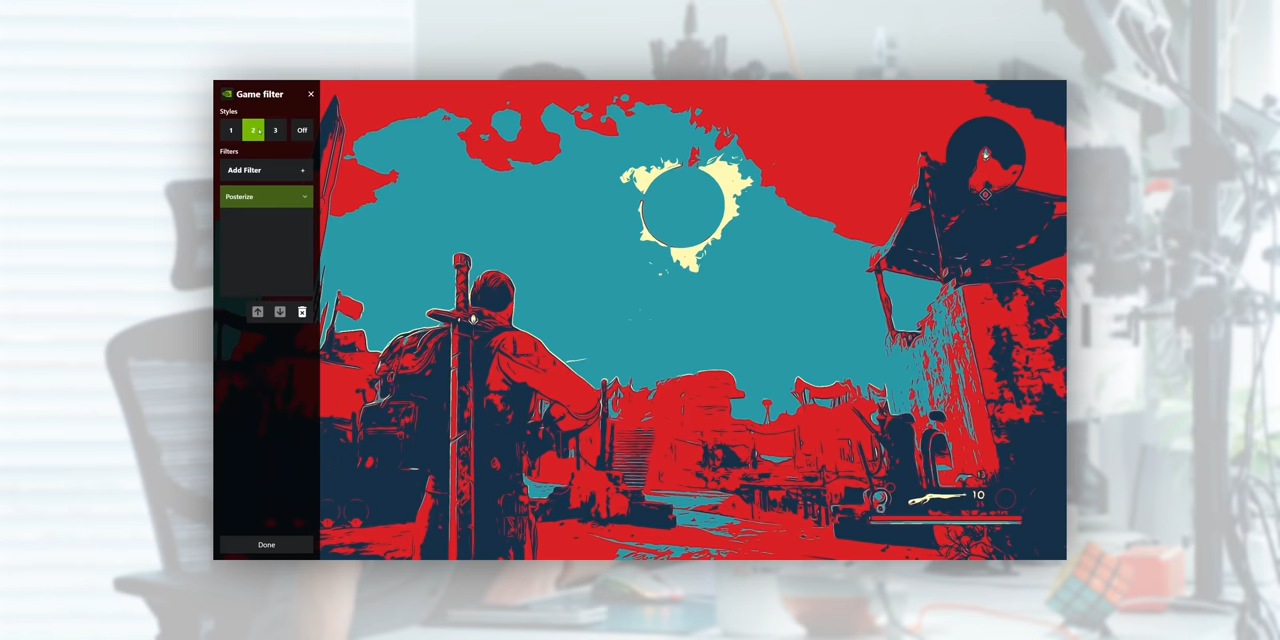 Game filter
Styles
1 2 3 Off
Filters
Add Filter
Posterize
Done
10